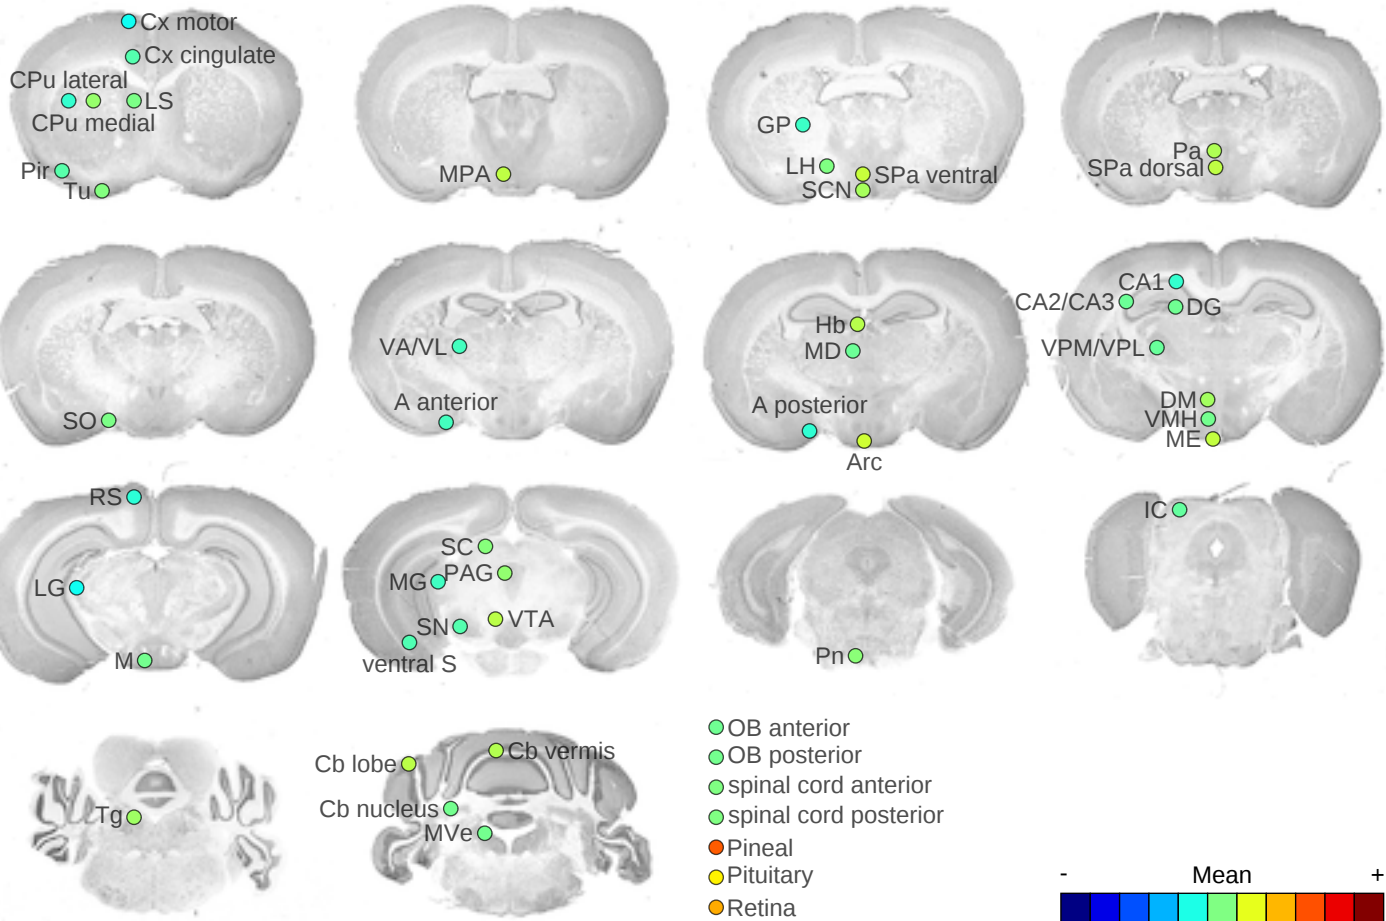 Cx motor
Cx cingulate
CPu lateral
LS
CPu medial
Pir
Tu
MPA
GP
LH
SPa ventral
SCN
Pa
SPa dorsal
SO
VA/VL
A anterior
Hb
MD
A posterior
Arc
CA1
CA2/CA3
DG
VPM/VPL
DM
VMH
ME
RS
LG
M
SC
MG
PAG
SN
VTA
ventral S
Pn
IC
Tg
Cb lobe
Cb vermis
Cb nucleus
MVe
OB anterior
OB posterior
spinal cord anterior
spinal cord posterior
Pineal
Pituitary
Retina
- Mean +